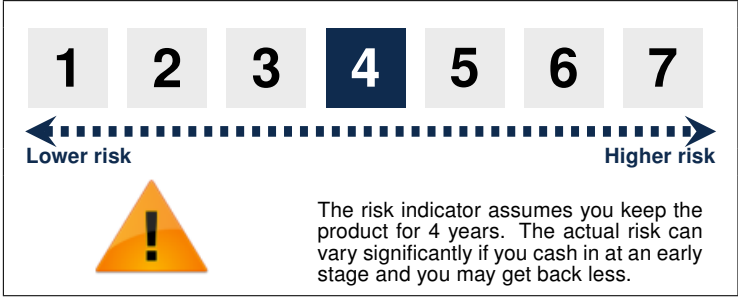 1 2 3 4 5 6 7
Lower risk Higher risk
!
The risk indicator assumes you keep the
product for 4 years. The actual risk can
vary significantly if you cash in at an early
stage and you may get back less.